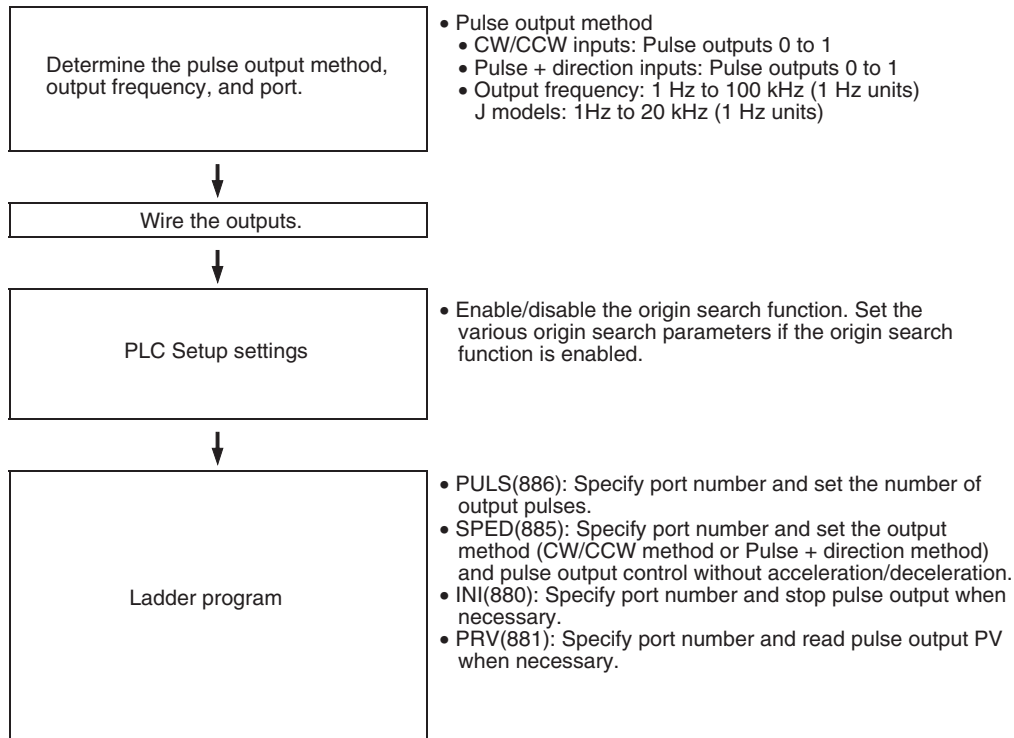 Determine the pulse output method,
output frequency, and port.
• Pulse output method
• CW/CCW inputs: Pulse outputs 0 to 1
• Pulse + direction inputs: Pulse outputs 0 to 1
• Output frequency: 1 Hz to 100 kHz (1 Hz units)
J models: 1Hz to 20 kHz (1 Hz units)
Wire the outputs.
PLC Setup settings
• Enable/disable the origin search function. Set the
various origin search parameters if the origin search
function is enabled.
Ladder program
• PULS(886): Specify port number and set the number of
output pulses.
• SPED(885): Specify port number and set the output
method (CW/CCW method or Pulse + direction method)
and pulse output control without acceleration/deceleration.
• INI(880): Specify port number and stop pulse output when
necessary.
• PRV(881): Specify port number and read pulse output PV
when necessary.